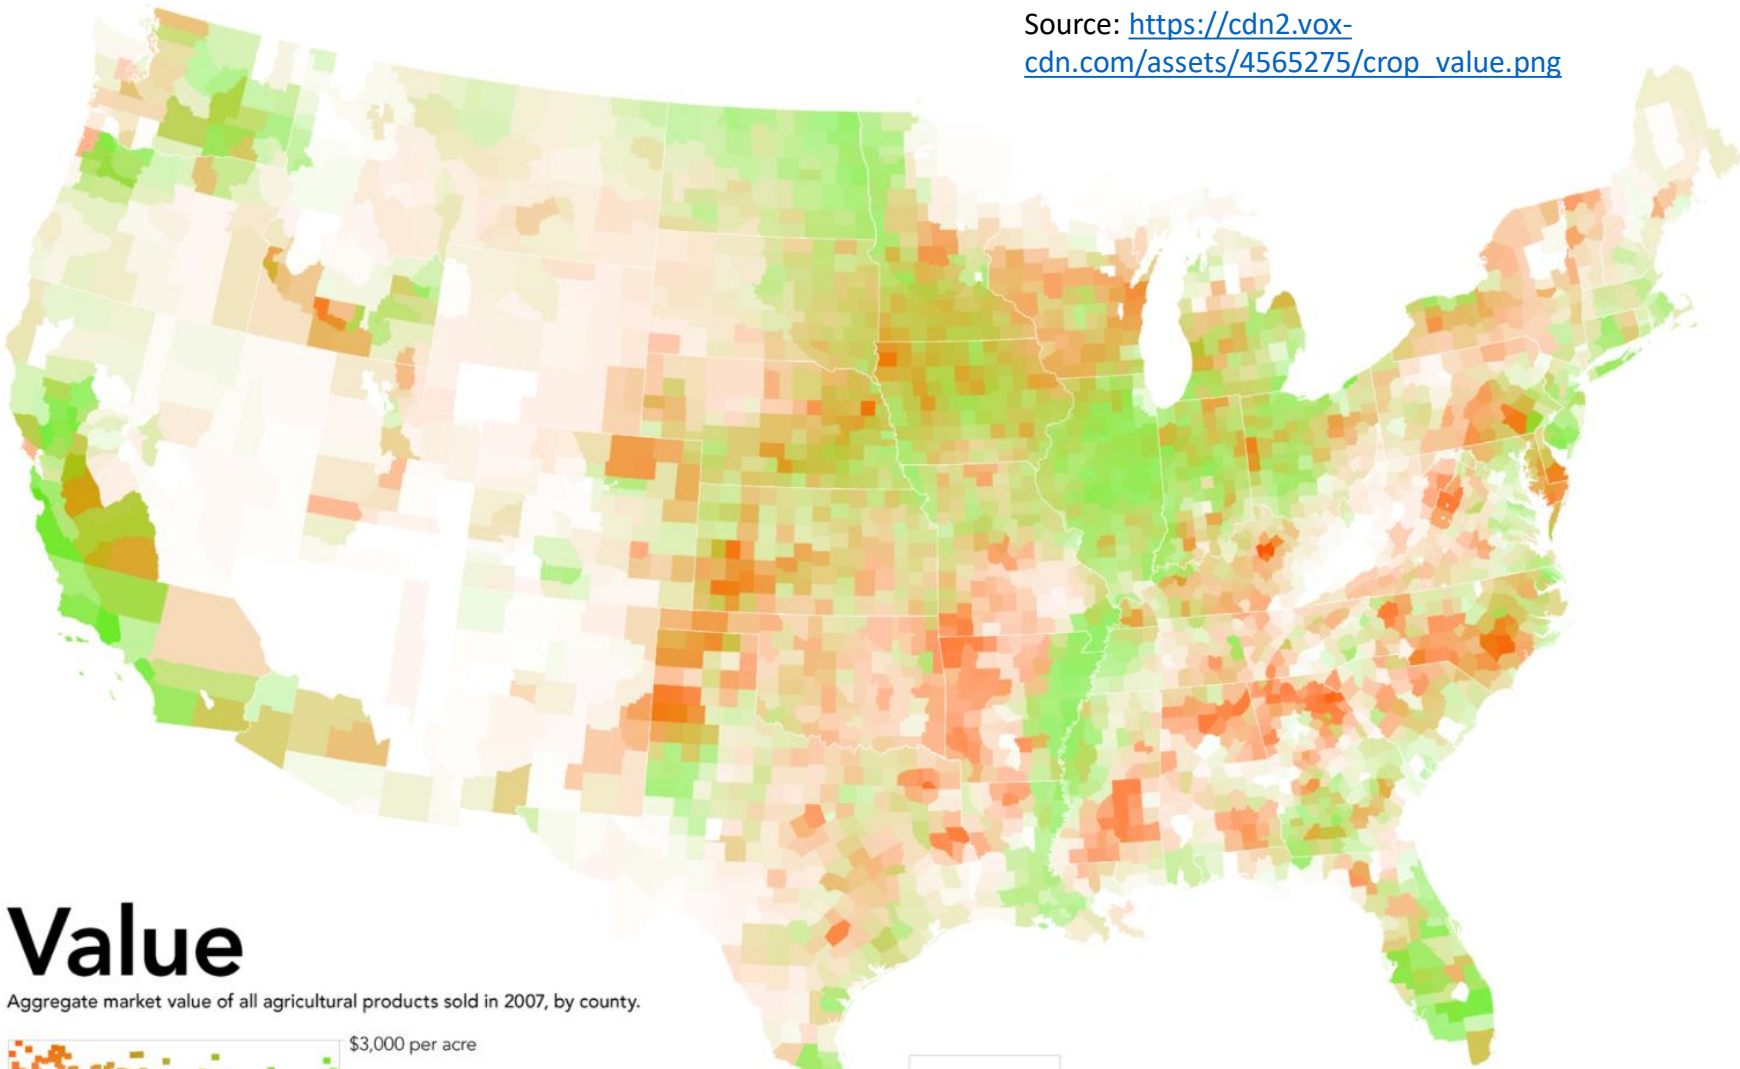 Source: https://cdn2.vox-
cdn.com/assets/4565275/crop_value.png
Value
Aggregate market value of all agricultural products sold in 2007, by county.
$3,000 per acre